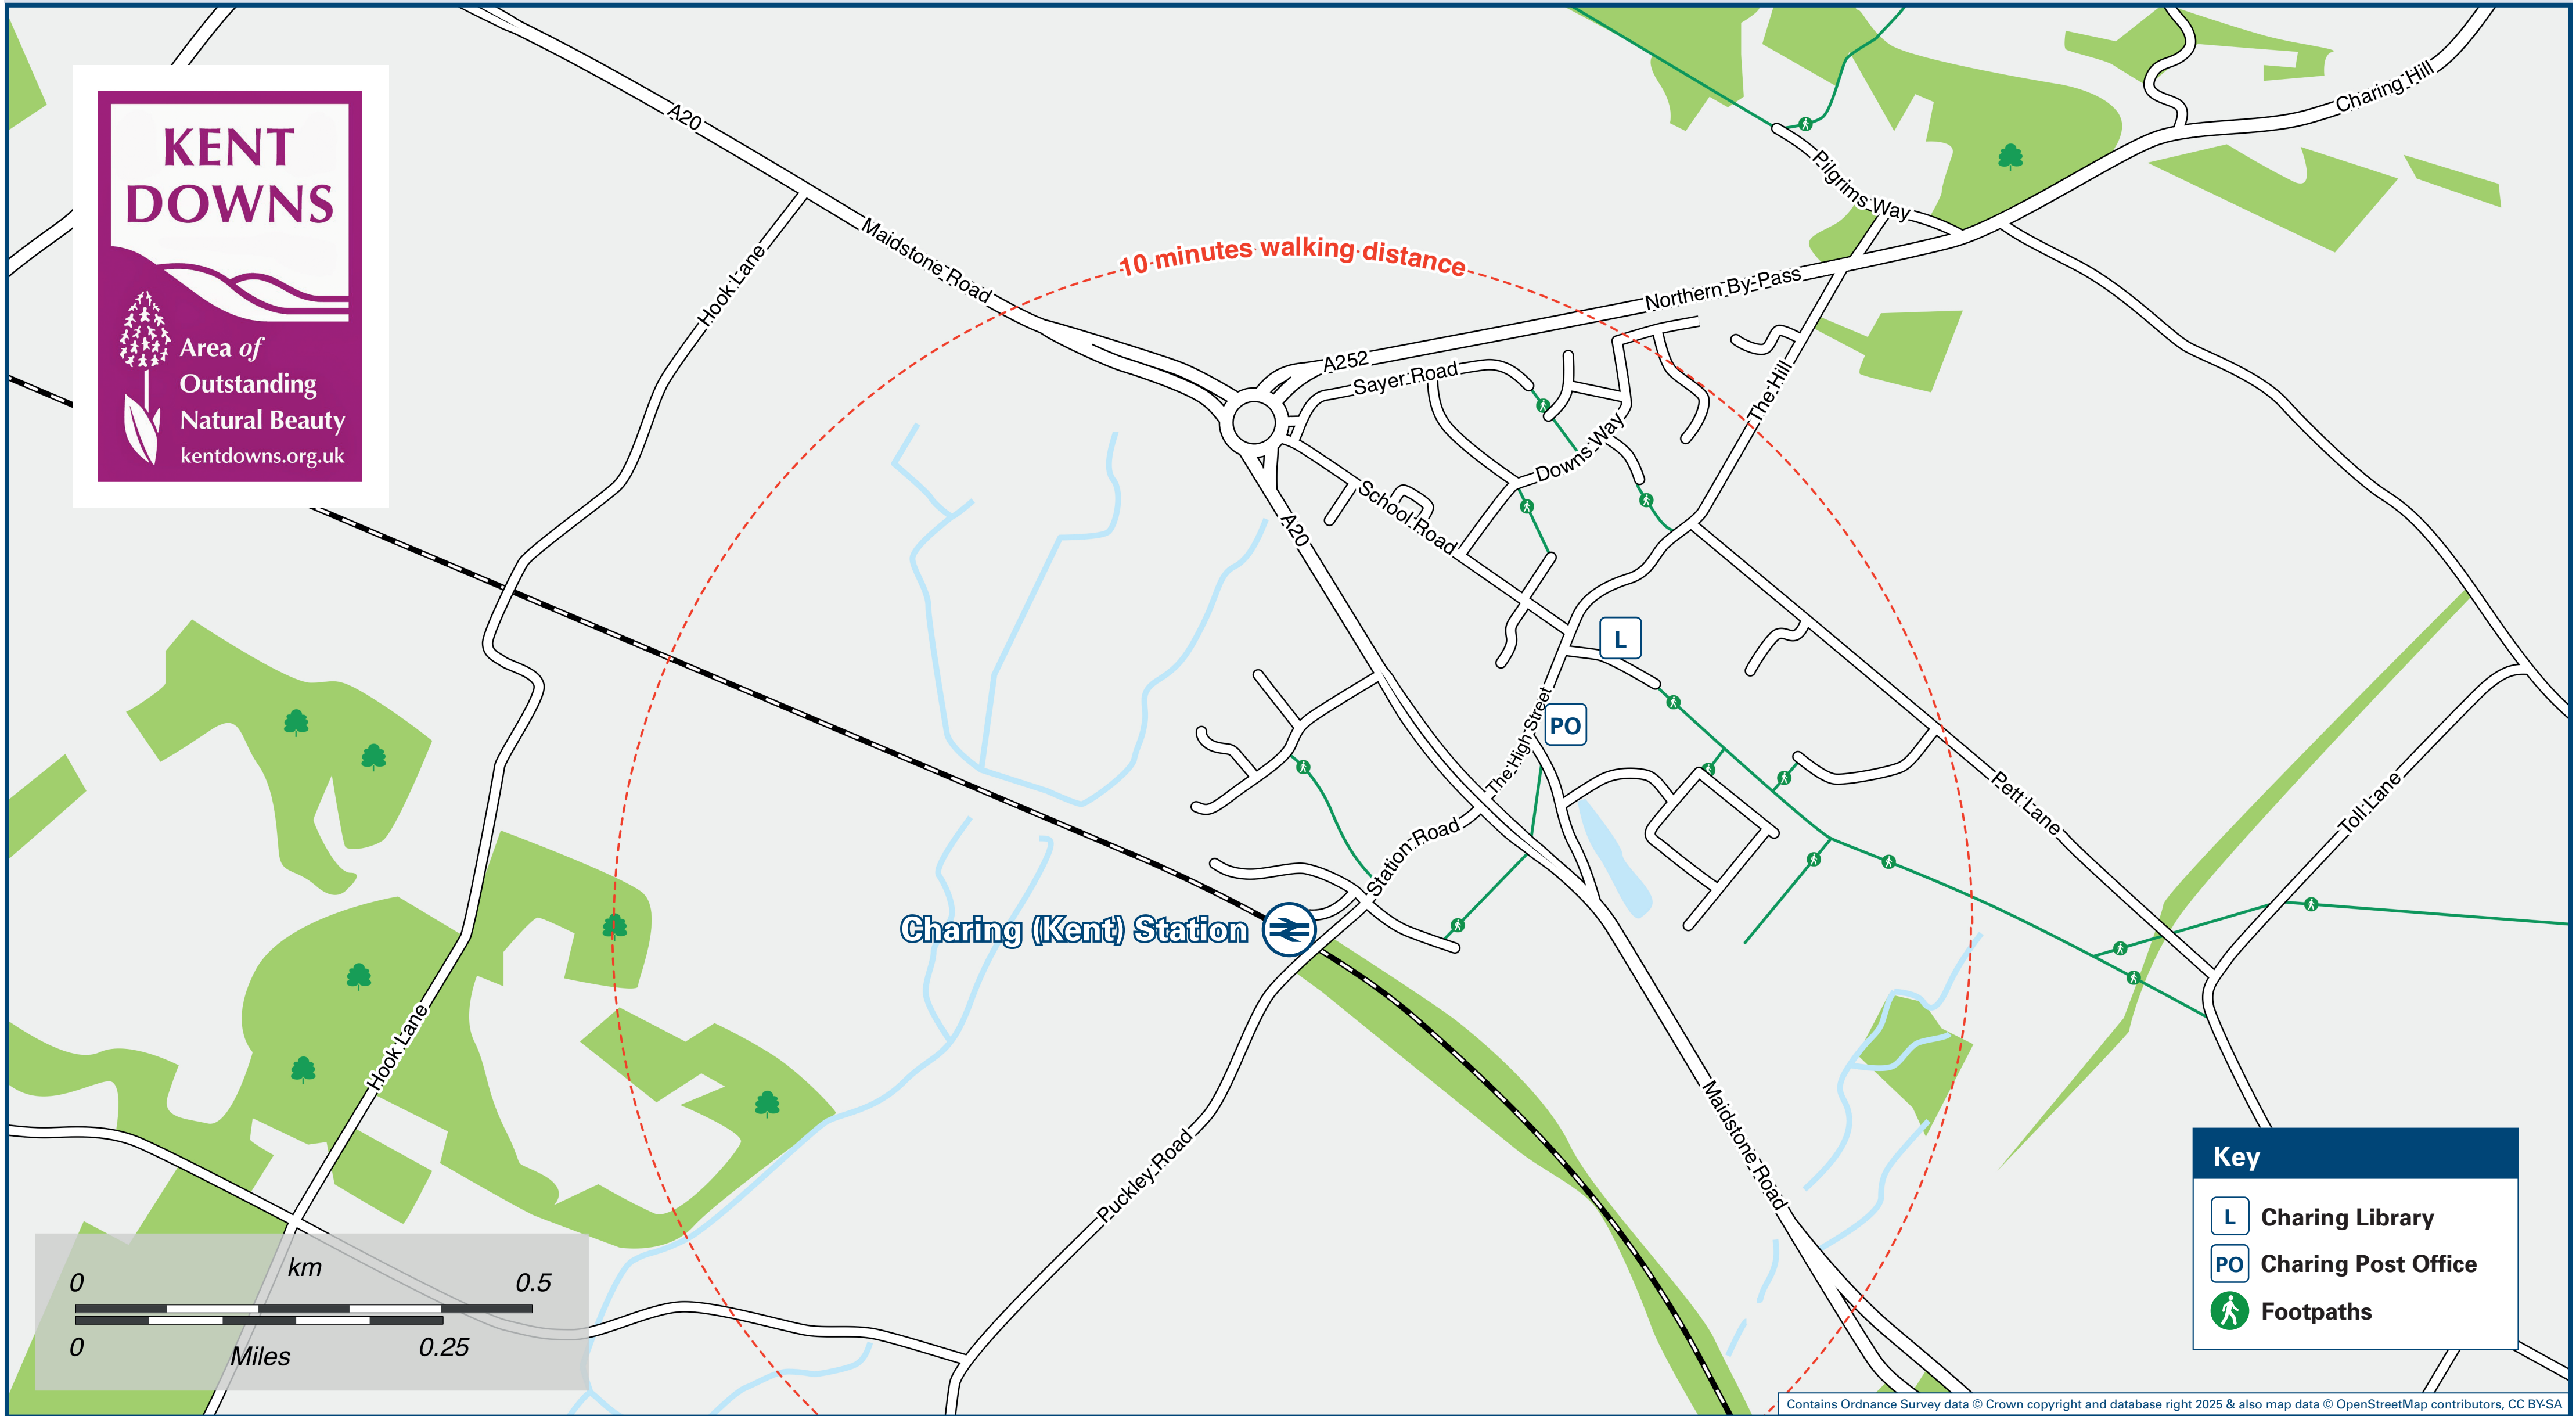 KENT
DOWNS
Area of
Outstanding
Natural Beauty
kentdowns.org.uk
A20
Maidstone Road
Hook Lane
10 minutes walking distance
Charing Hill
Pilgrims Way
Northern By-Pass
A252
Sayer Road
The Hill
Downs Way
School Road
A20
L
The High Street
PO
Station Road
Charing (Kent) Station
Pett Lane
Toll Lane
Hook Lane
Puckley Road
Maidstone Road
km
0 0.5
0 0.25
Miles
Key
L Charing Library
PO Charing Post Office
Footpaths
Contains Ordnance Survey data © Crown copyright and database right 2025 & also map data © OpenStreetMap contributors, CC BY-SA